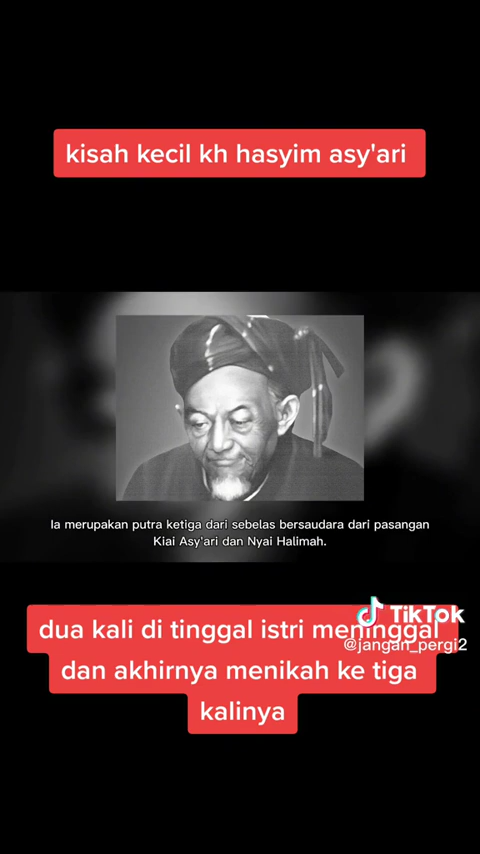 kisah kecil kh hasyim asy'ari
Ia merupakan putra ketiga dari sebelas bersaudara dari pasangan
Kiai Asy'ari dan Nyai Halimah.
TikTok
@jangan_pergi2
dua kali di tinggal istri meninggal
dan akhirnya menikah ke tiga
kalinya